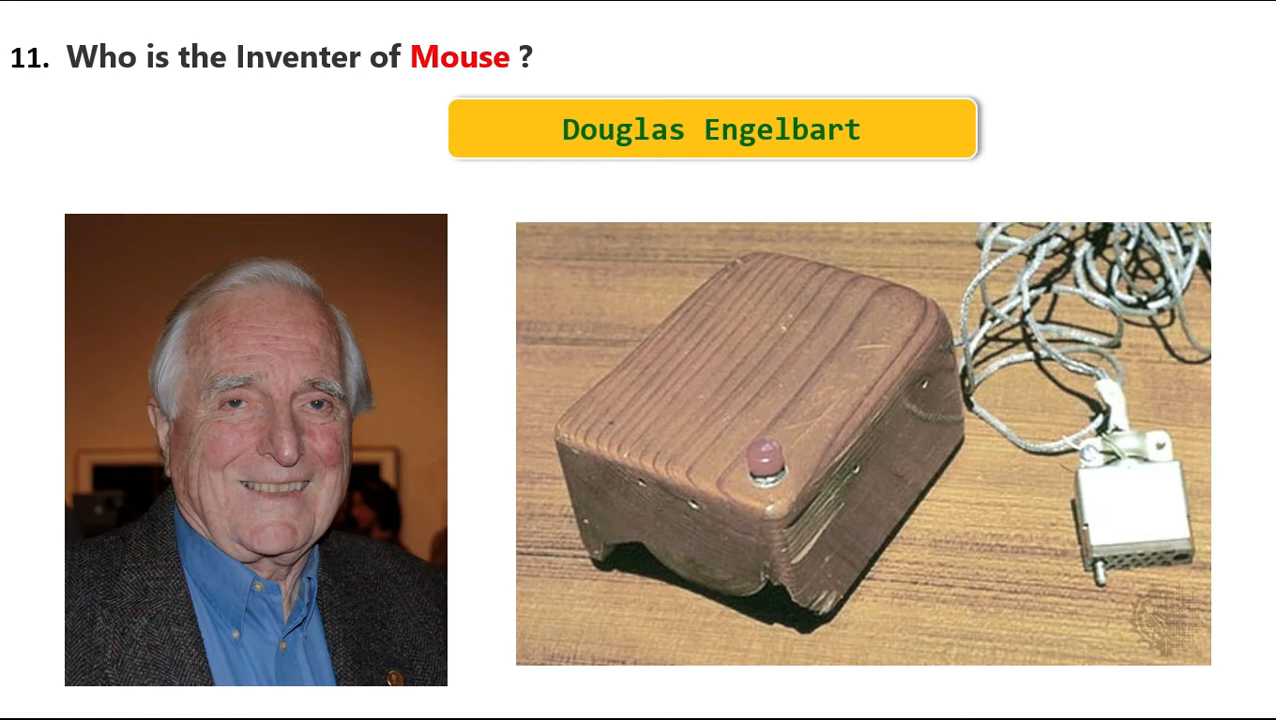 11. Who is the Inventer of Mouse ?
Douglas Engelbart